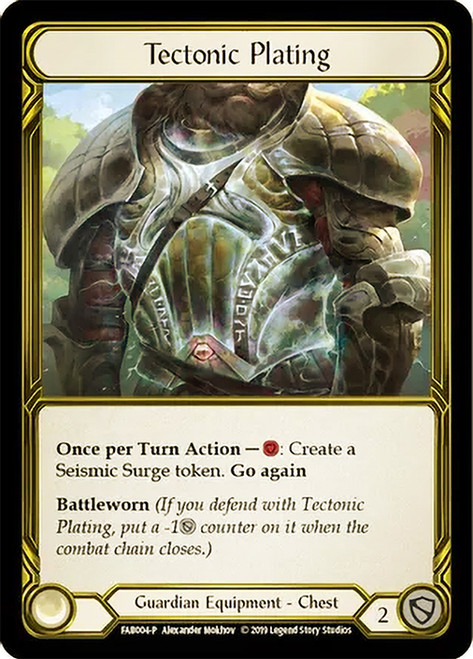 Tectonic Plating
Once per Turn Action — : Create a
Seismic Surge token. Go again
Battleworn (If you defend with Tectonic
Plating, put a -1 counter on it when the
combat chain closes.)
Guardian Equipment - Chest
2
FAB004-P Alexander Mokhov © 2019 Legend Story Studios